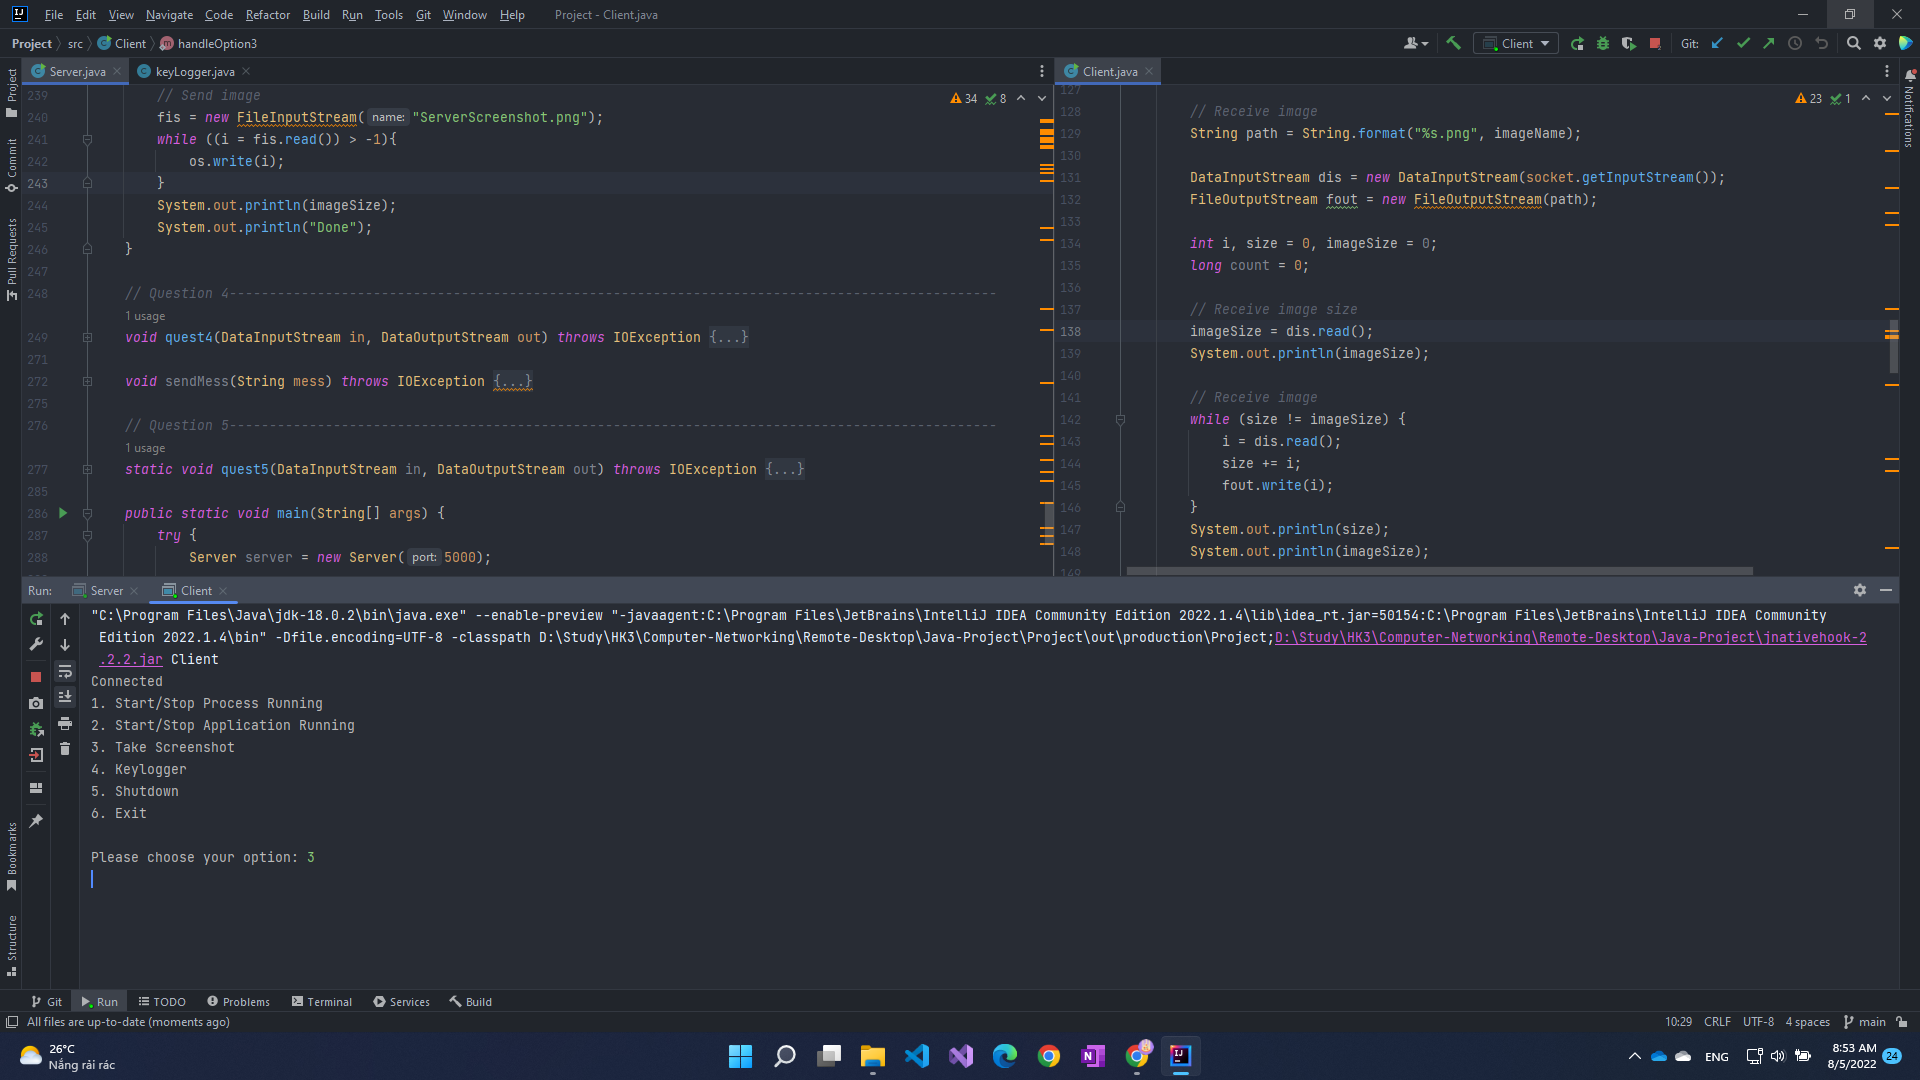 File Edit View Navigate Code Refactor Build Run Tools Git Window Help Project - Client.java
Project src Client handleOption3 Client Git:
Server.java keyLogger.java Client.java
Project
Commit
Pull Requests
Bookmarks
Structure
Notifications
34 8
239 // Send image
240 fis = new FileInputStream( name: "ServerScreenshot.png");
241 while ((i = fis.read()) > -1){
242 os.write(i);
243 }
244 System.out.println(imageSize);
245 System.out.println("Done");
246 }
247
248 // Question 4------------------------------------------------------------------------------------------------
1 usage
249 void quest4(DataInputStream in, DataOutputStream out) throws IOException {...}
271
272 void sendMess(String mess) throws IOException {...}
275
276 // Question 5------------------------------------------------------------------------------------------------
1 usage
277 static void quest5(DataInputStream in, DataOutputStream out) throws IOException {...}
285
286 public static void main(String[] args) {
287 try {
288 Server server = new Server( port: 5000);
23 1
127
128 // Receive image
129 String path = String.format("%s.png", imageName);
130
131 DataInputStream dis = new DataInputStream(socket.getInputStream());
132 FileOutputStream fout = new FileOutputStream(path);
133
134 int i, size = 0, imageSize = 0;
135 long count = 0;
136
137 // Receive image size
138 imageSize = dis.read();
139 System.out.println(imageSize);
140
141 // Receive image
142 while (size != imageSize) {
143 i = dis.read();
144 size += i;
145 fout.write(i);
146 }
147 System.out.println(size);
148 System.out.println(imageSize);
149
Run: Server Client
"C:\Program Files\Java\jdk-18.0.2\bin\java.exe" --enable-preview "-javaagent:C:\Program Files\JetBrains\IntelliJ IDEA Community Edition 2022.1.4\lib\idea_rt.jar=50154:C:\Program Files\JetBrains\IntelliJ IDEA Community
Edition 2022.1.4\bin" -Dfile.encoding=UTF-8 -classpath D:\Study\HK3\Computer-Networking\Remote-Desktop\Java-Project\Project\out\production\Project;D:\Study\HK3\Computer-Networking\Remote-Desktop\Java-Project\jnativehook-2
.2.2.jar Client
Connected
1. Start/Stop Process Running
2. Start/Stop Application Running
3. Take Screenshot
4. Keylogger
5. Shutdown
6. Exit
Please choose your option: 3
Git Run TODO Problems Terminal Services Build
All files are up-to-date (moments ago) 10:29 CRLF UTF-8 4 spaces main
26°C
Nắng rải rác
ENG
8:53 AM
8/5/2022
24